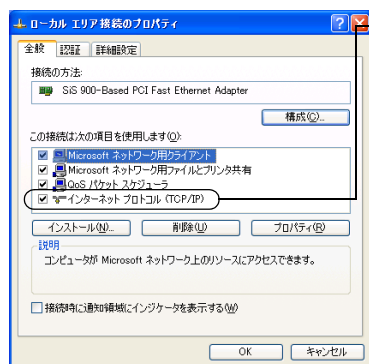 ローカル エリア接続のプロパティ
全般 認証 詳細設定
接続の方法:
SiS 900-Based PCI Fast Ethernet Adapter
構成(C)...
この接続は次の項目を使用します(O):
Microsoft ネットワーク用クライアント
Microsoft ネットワーク用ファイルとプリンタ共有
QoS パケット スケジューラ
インターネット プロトコル (TCP/IP)
インストール(N)... 削除(U) プロパティ(R)
説明
コンピュータが Microsoft ネットワーク上のリソースにアクセスできます。
接続時に通知領域にインジケータを表示する(W)
OK キャンセル